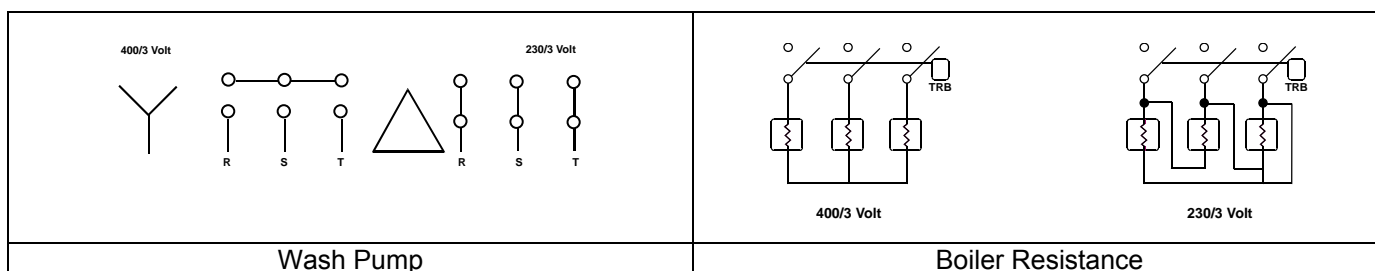 400/3 Volt
230/3 Volt
R S T
R S T
Wash Pump
TRB
TRB
400/3 Volt
230/3 Volt
Boiler Resistance